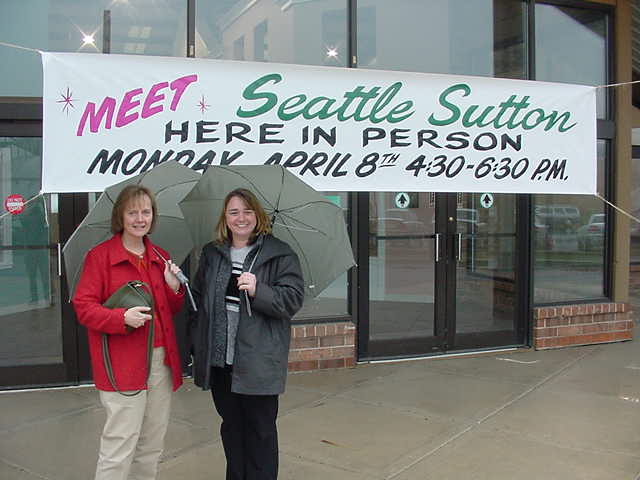 MEET Seattle Sutton
HERE IN PERSON
MONDAY APRIL 8TH 4:30-6:30 P.M.